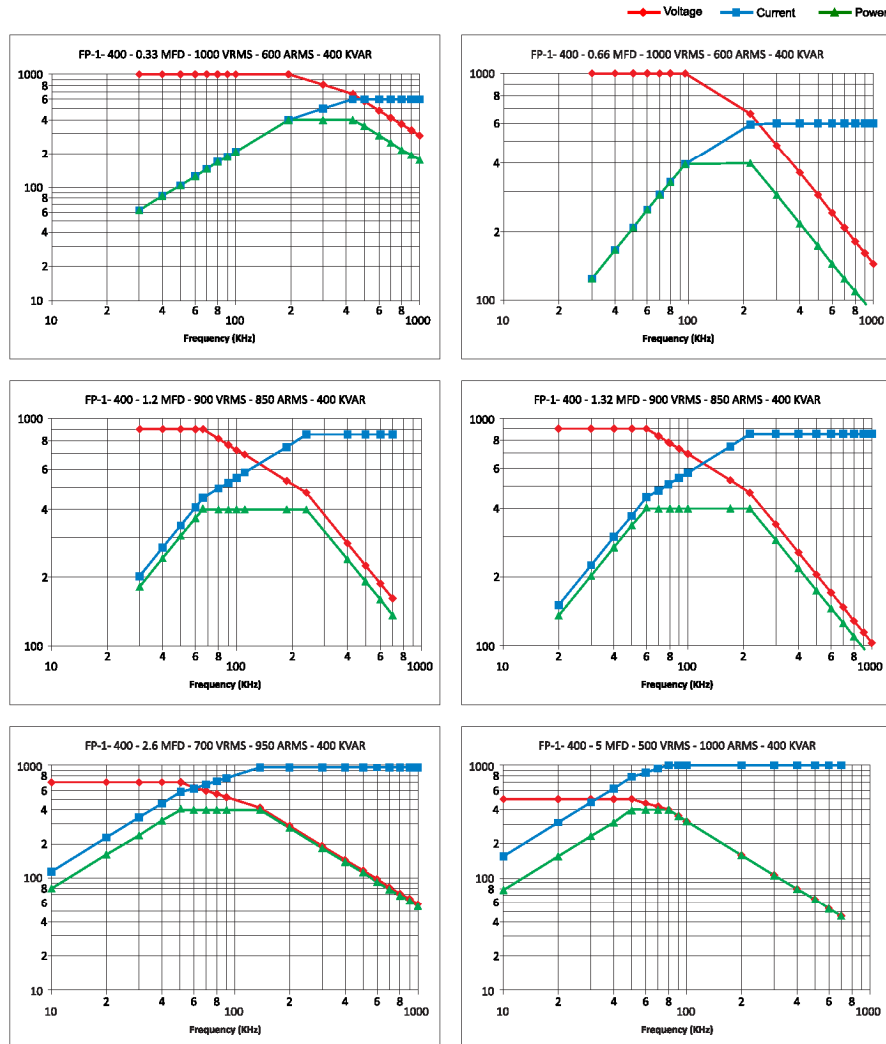 Voltage Current Power
FP-1- 400 - 0.33 MFD - 1000 VRMS - 600 ARMS - 400 KVAR
1000
8
6
4
2
100
8
6
4
2
10
10 2 4 6 8 100 2 4 6 8 1000
Frequency (KHz)
FP-1- 400 - 0.66 MFD - 1000 VRMS - 600 ARMS - 400 KVAR
1000
8
6
4
2
100
10 2 4 6 8 100 2 4 6 8 1000
Frequency (KHz)
FP-1- 400 - 1.2 MFD - 900 VRMS - 850 ARMS - 400 KVAR
1000
8
6
4
2
100
10 2 4 6 8 100 2 4 6 8 1000
Frequency (KHz)
FP-1- 400 - 1.32 MFD - 900 VRMS - 850 ARMS - 400 KVAR
1000
8
6
4
2
100
10 2 4 6 8 100 2 4 6 8 1000
Frequency (KHz)
FP-1- 400 - 2.6 MFD - 700 VRMS - 950 ARMS - 400 KVAR
1000
8
6
4
2
100
8
6
4
2
10
10 2 4 6 8 100 2 4 6 8 1000
Frequency (KHz)
FP-1- 400 - 5 MFD - 500 VRMS - 1000 ARMS - 400 KVAR
1000
8
6
4
2
100
8
6
4
2
10
10 2 4 6 8 100 2 4 6 8 1000
Frequency (KHz)